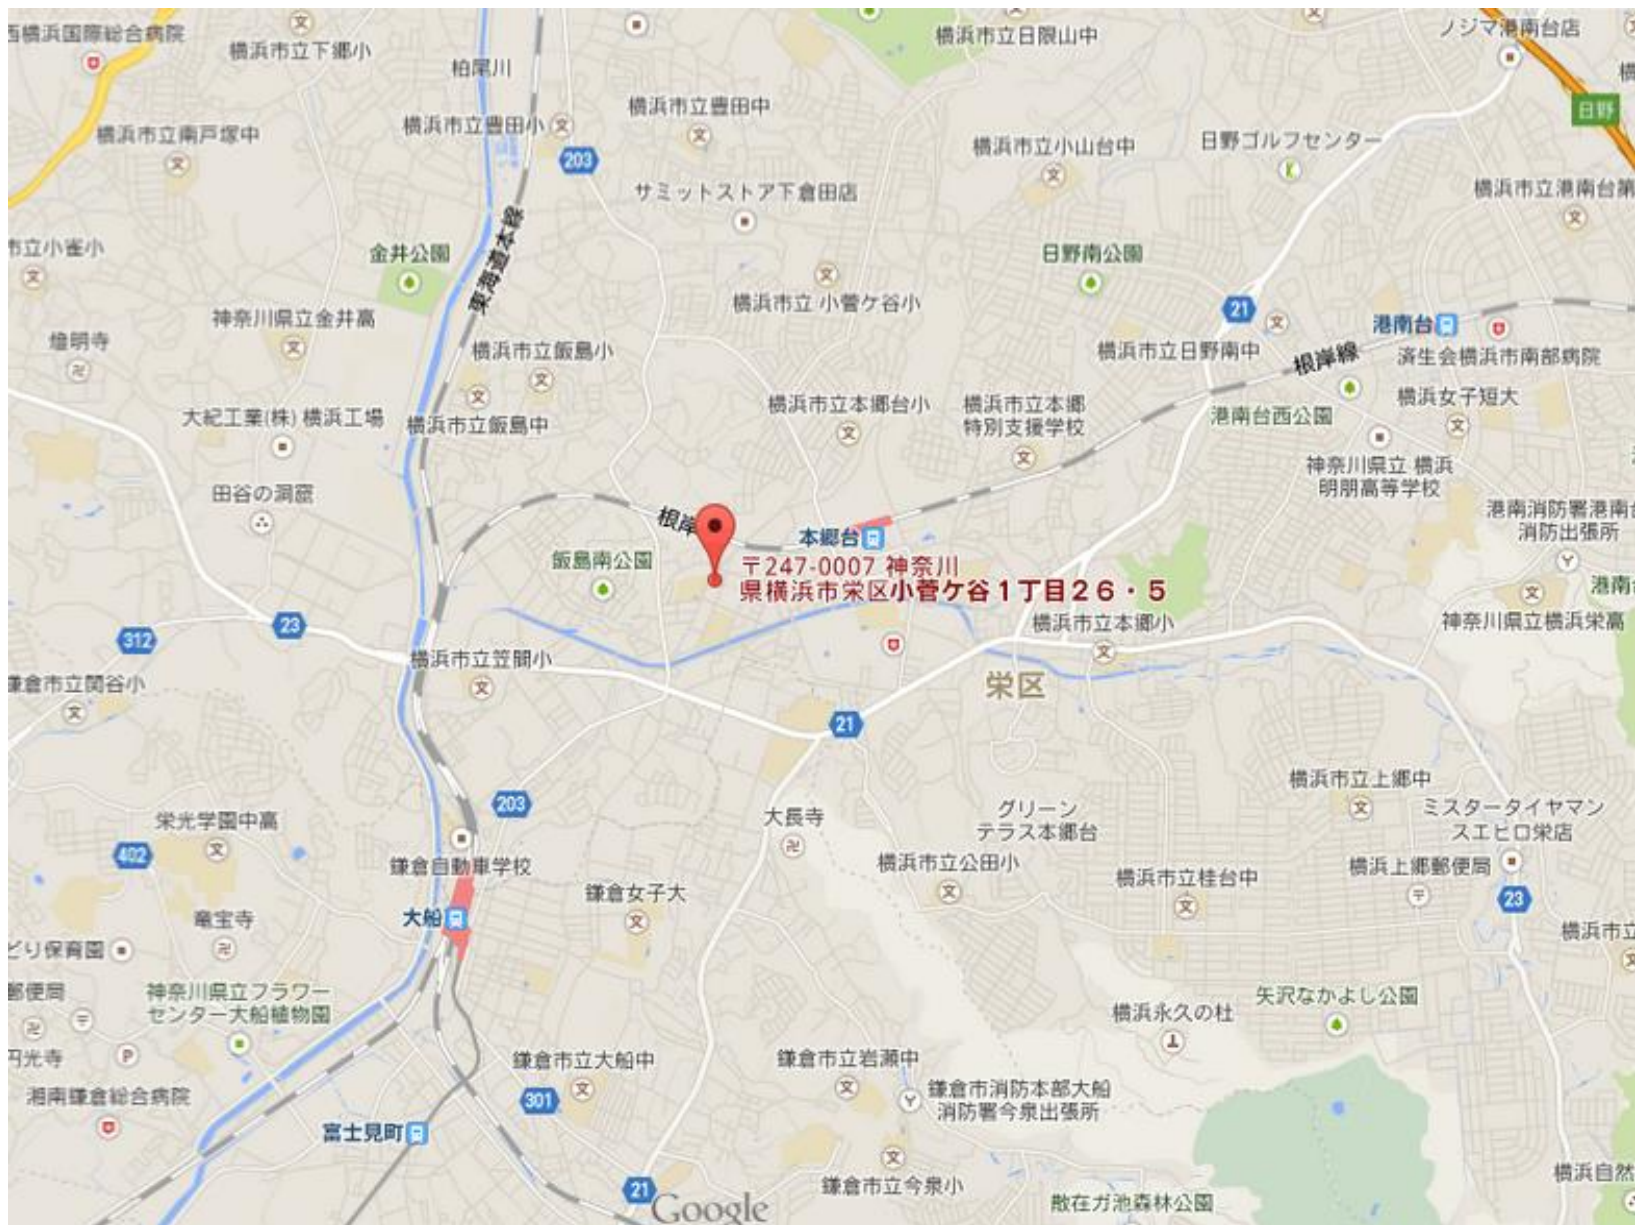 西横浜国際総合病院
横浜市立下郷小
柏尾川
横浜市立日限山中
ノジマ港南台店
横浜市立南戸塚中
横浜市立豊田小
横浜市立豊田中
203
横浜市立小山台中
日野ゴルフセンター
日野
サミットストア下倉田店
横浜市立港南台第
市立小雀小
金井公園
東海道本線
日野南公園
横浜市立 小菅ケ谷小
21
神奈川県立金井高
港南台
燈明寺
横浜市立飯島小
横浜市立日野南中
根岸線
済生会横浜市南部病院
大紀工業(株) 横浜工場
横浜市立飯島中
横浜市立本郷台小
横浜市立本郷
特別支援学校
港南台西公園
横浜女子短大
神奈川県立 横浜
明朋高等学校
田谷の洞窟
根岸
本郷台
港南消防署港南台
消防出張所
飯島南公園
〒247-0007 神奈川
県横浜市栄区小菅ケ谷１丁目２６・５
港南台
312
23
横浜市立本郷小
神奈川県立横浜栄高
横浜市立笠間小
鎌倉市立関谷小
栄区
21
横浜市立上郷中
203
大長寺
グリーン
テラス本郷台
ミスタータイヤマン
スエヒロ栄店
栄光学園中高
402
鎌倉自動車学校
横浜市立公田小
横浜市立桂台中
横浜上郷郵便局
鎌倉女子大
23
竜宝寺
大船
横浜市立
どり保育園
郵便局
神奈川県立フラワー
センター大船植物園
矢沢なかよし公園
横浜永久の杜
円光寺
P
鎌倉市立大船中
鎌倉市立岩瀬中
湘南鎌倉総合病院
301
鎌倉市消防本部大船
消防署今泉出張所
富士見町
横浜自然
21
Google
鎌倉市立今泉小
散在ガ池森林公園